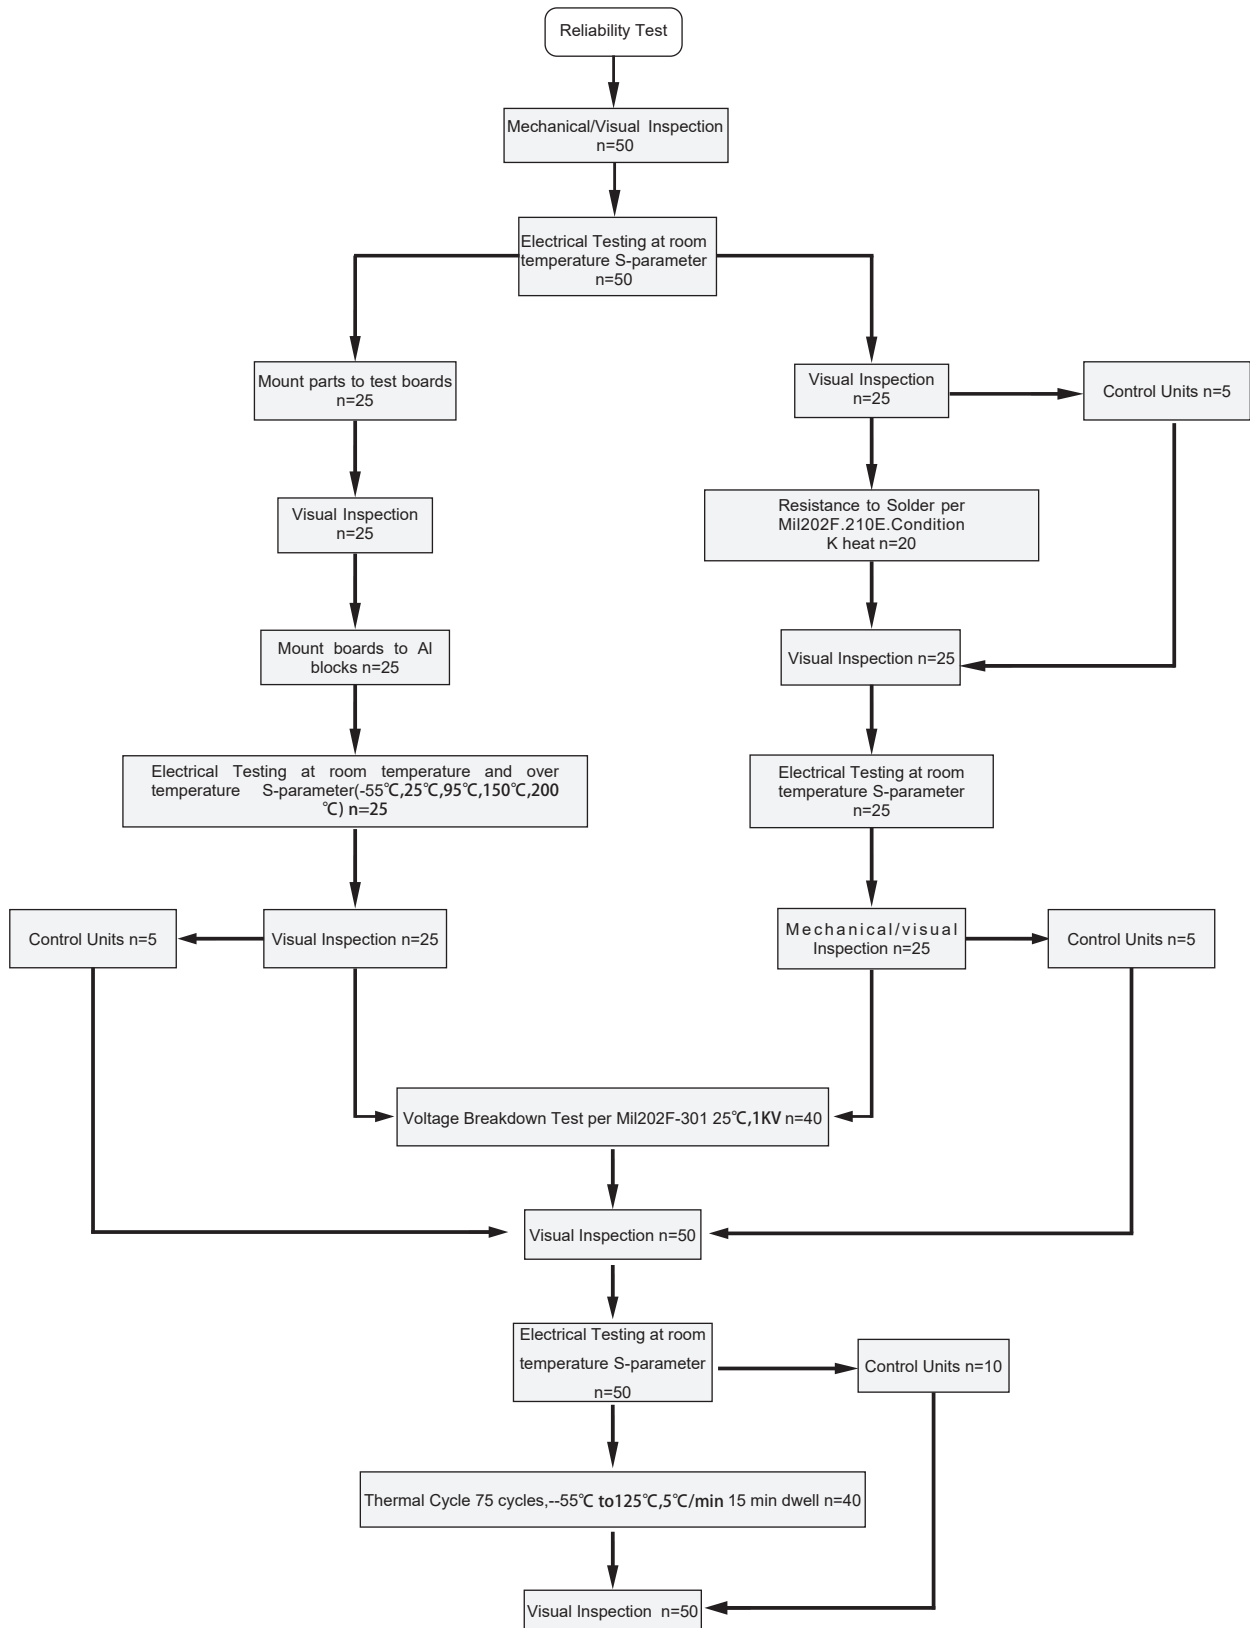 Reliability Test
Mechanical/Visual Inspection
n=50
Electrical Testing at room
temperature S-parameter
n=50
Mount parts to test boards
n=25
Visual Inspection
n=25
Control Units n=5
Visual Inspection
n=25
Resistance to Solder per
Mil202F.210E.Condition
K heat n=20
Mount boards to Al
blocks n=25
Visual Inspection n=25
Electrical Testing at room temperature and over
temperature S-parameter(-55℃,25℃,95℃,150℃,200
℃) n=25
Electrical Testing at room
temperature S-parameter
n=25
Control Units n=5
Visual Inspection n=25
Mechanical/visual
Inspection n=25
Control Units n=5
Voltage Breakdown Test per Mil202F-301 25℃,1KV n=40
Visual Inspection n=50
Electrical Testing at room
temperature S-parameter
n=50
Control Units n=10
Thermal Cycle 75 cycles,--55℃ to125℃,5℃/min 15 min dwell n=40
Visual Inspection n=50